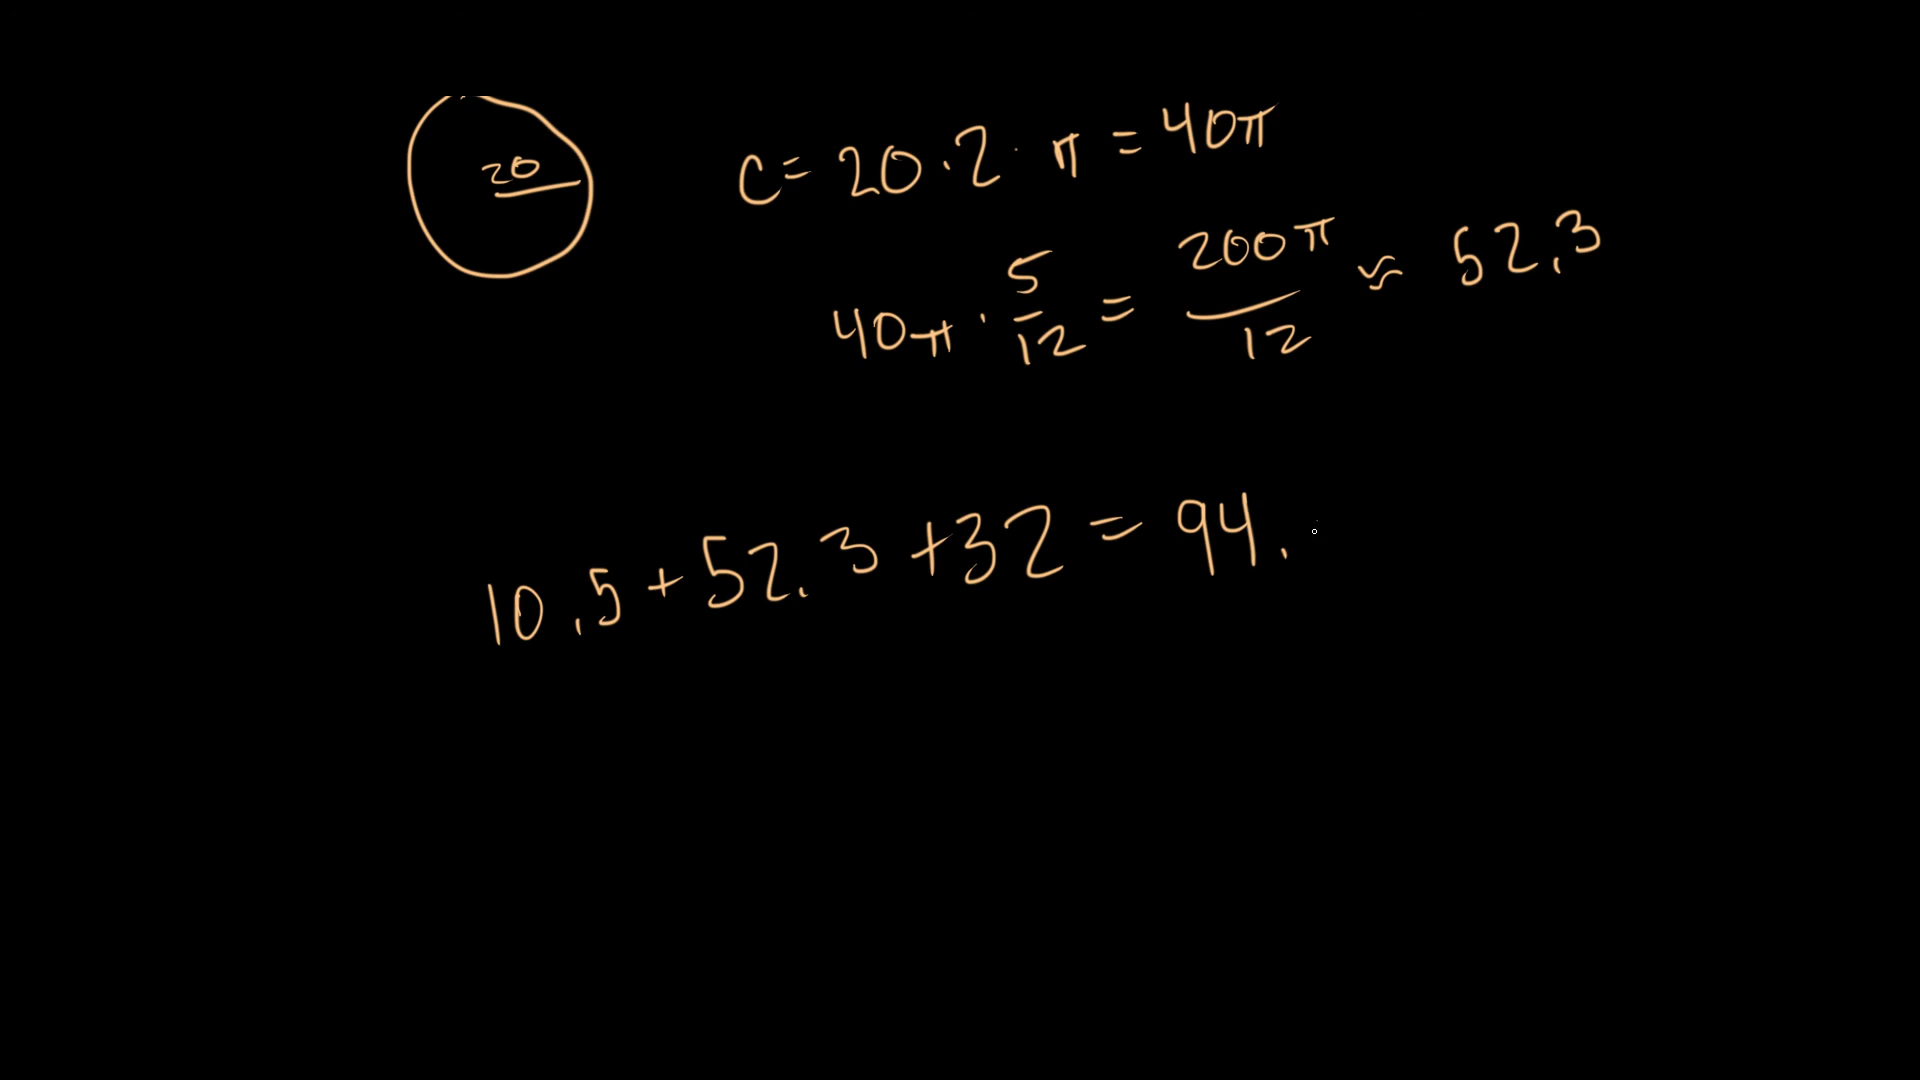 20
C = 20 · 2 · π = 40π
40π · 5/12 = 200π/12 ≈ 52.3
10.5 + 52.3 + 32 = 94.